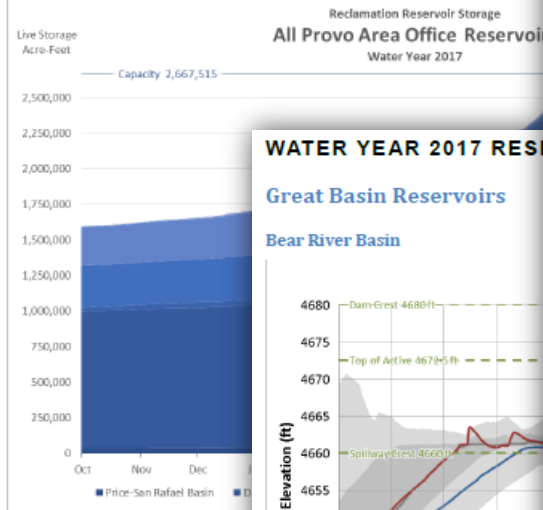 Reclamation Reservoir Storage
All Provo Area Office Reservoi
Water Year 2017
Live Storage
Acre-Feet
Capacity 2,667,515
2,500,000
2,250,000
2,000,000
1,750,000
1,500,000
1,250,000
1,000,000
750,000
500,000
250,000
0
Oct Nov Dec J
Price-San Rafael Basin D
WATER YEAR 2017 RESE
Great Basin Reservoirs
Bear River Basin
Elevation (ft)
4680
Dam Crest 4680 ft
4675
Top of Active 4672.5 ft
4670
4665
4660
Spillway Crest 4660 ft
4655